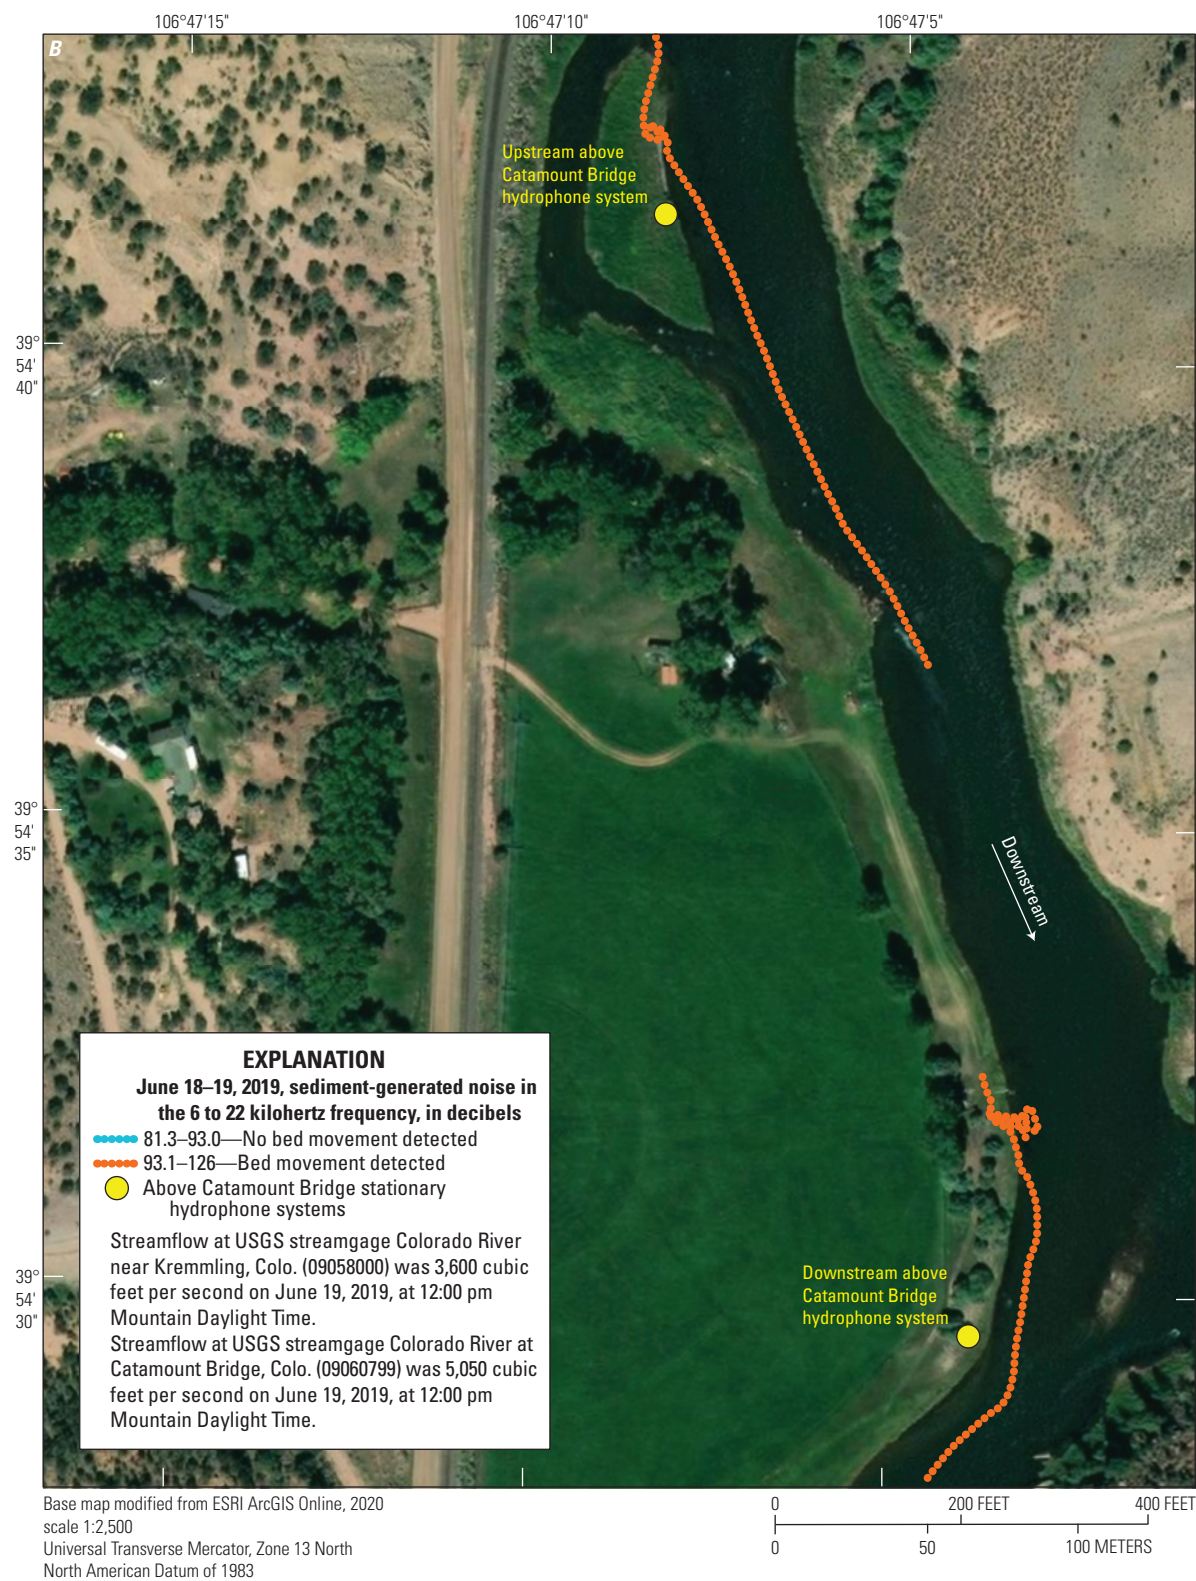 106°47'15"
106°47'10"
106°47'5"
B
Upstream above
Catamount Bridge
hydrophone system
39°
54'
40"
39°
54'
35"
Downstream
EXPLANATION
June 18–19, 2019, sediment-generated noise in
the 6 to 22 kilohertz frequency, in decibels
81.3–93.0—No bed movement detected
93.1–126—Bed movement detected
Above Catamount Bridge stationary
hydrophone systems
Streamflow at USGS streamgage Colorado River
near Kremmling, Colo. (09058000) was 3,600 cubic
feet per second on June 19, 2019, at 12:00 pm
Mountain Daylight Time.
Streamflow at USGS streamgage Colorado River at
Catamount Bridge, Colo. (09060799) was 5,050 cubic
feet per second on June 19, 2019, at 12:00 pm
Mountain Daylight Time.
39°
54'
30"
Downstream above
Catamount Bridge
hydrophone system
Base map modified from ESRI ArcGIS Online, 2020
scale 1:2,500
Universal Transverse Mercator, Zone 13 North
North American Datum of 1983
0 200 FEET 400 FEET
0 50 100 METERS